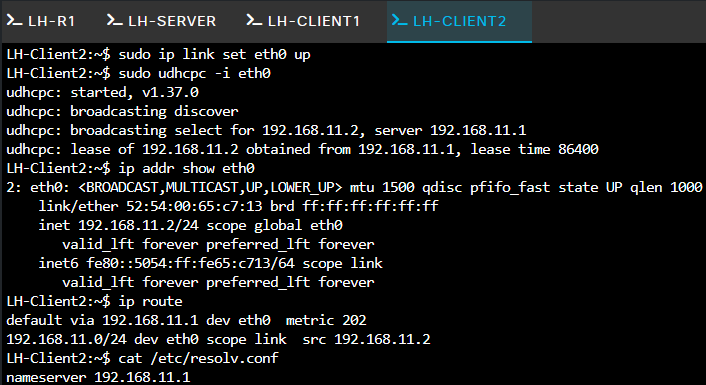 LH-R1 LH-SERVER LH-CLIENT1 LH-CLIENT2
LH-Client2:~$ sudo ip link set eth0 up
LH-Client2:~$ sudo udhcpc -i eth0
udhcpc: started, v1.37.0
udhcpc: broadcasting discover
udhcpc: broadcasting select for 192.168.11.2, server 192.168.11.1
udhcpc: lease of 192.168.11.2 obtained from 192.168.11.1, lease time 86400
LH-Client2:~$ ip addr show eth0
2: eth0: <BROADCAST,MULTICAST,UP,LOWER_UP> mtu 1500 qdisc pfifo_fast state UP qlen 1000
    link/ether 52:54:00:65:c7:13 brd ff:ff:ff:ff:ff:ff
    inet 192.168.11.2/24 scope global eth0
       valid_lft forever preferred_lft forever
    inet6 fe80::5054:ff:fe65:c713/64 scope link
       valid_lft forever preferred_lft forever
LH-Client2:~$ ip route
default via 192.168.11.1 dev eth0  metric 202
192.168.11.0/24 dev eth0 scope link  src 192.168.11.2
LH-Client2:~$ cat /etc/resolv.conf
nameserver 192.168.11.1